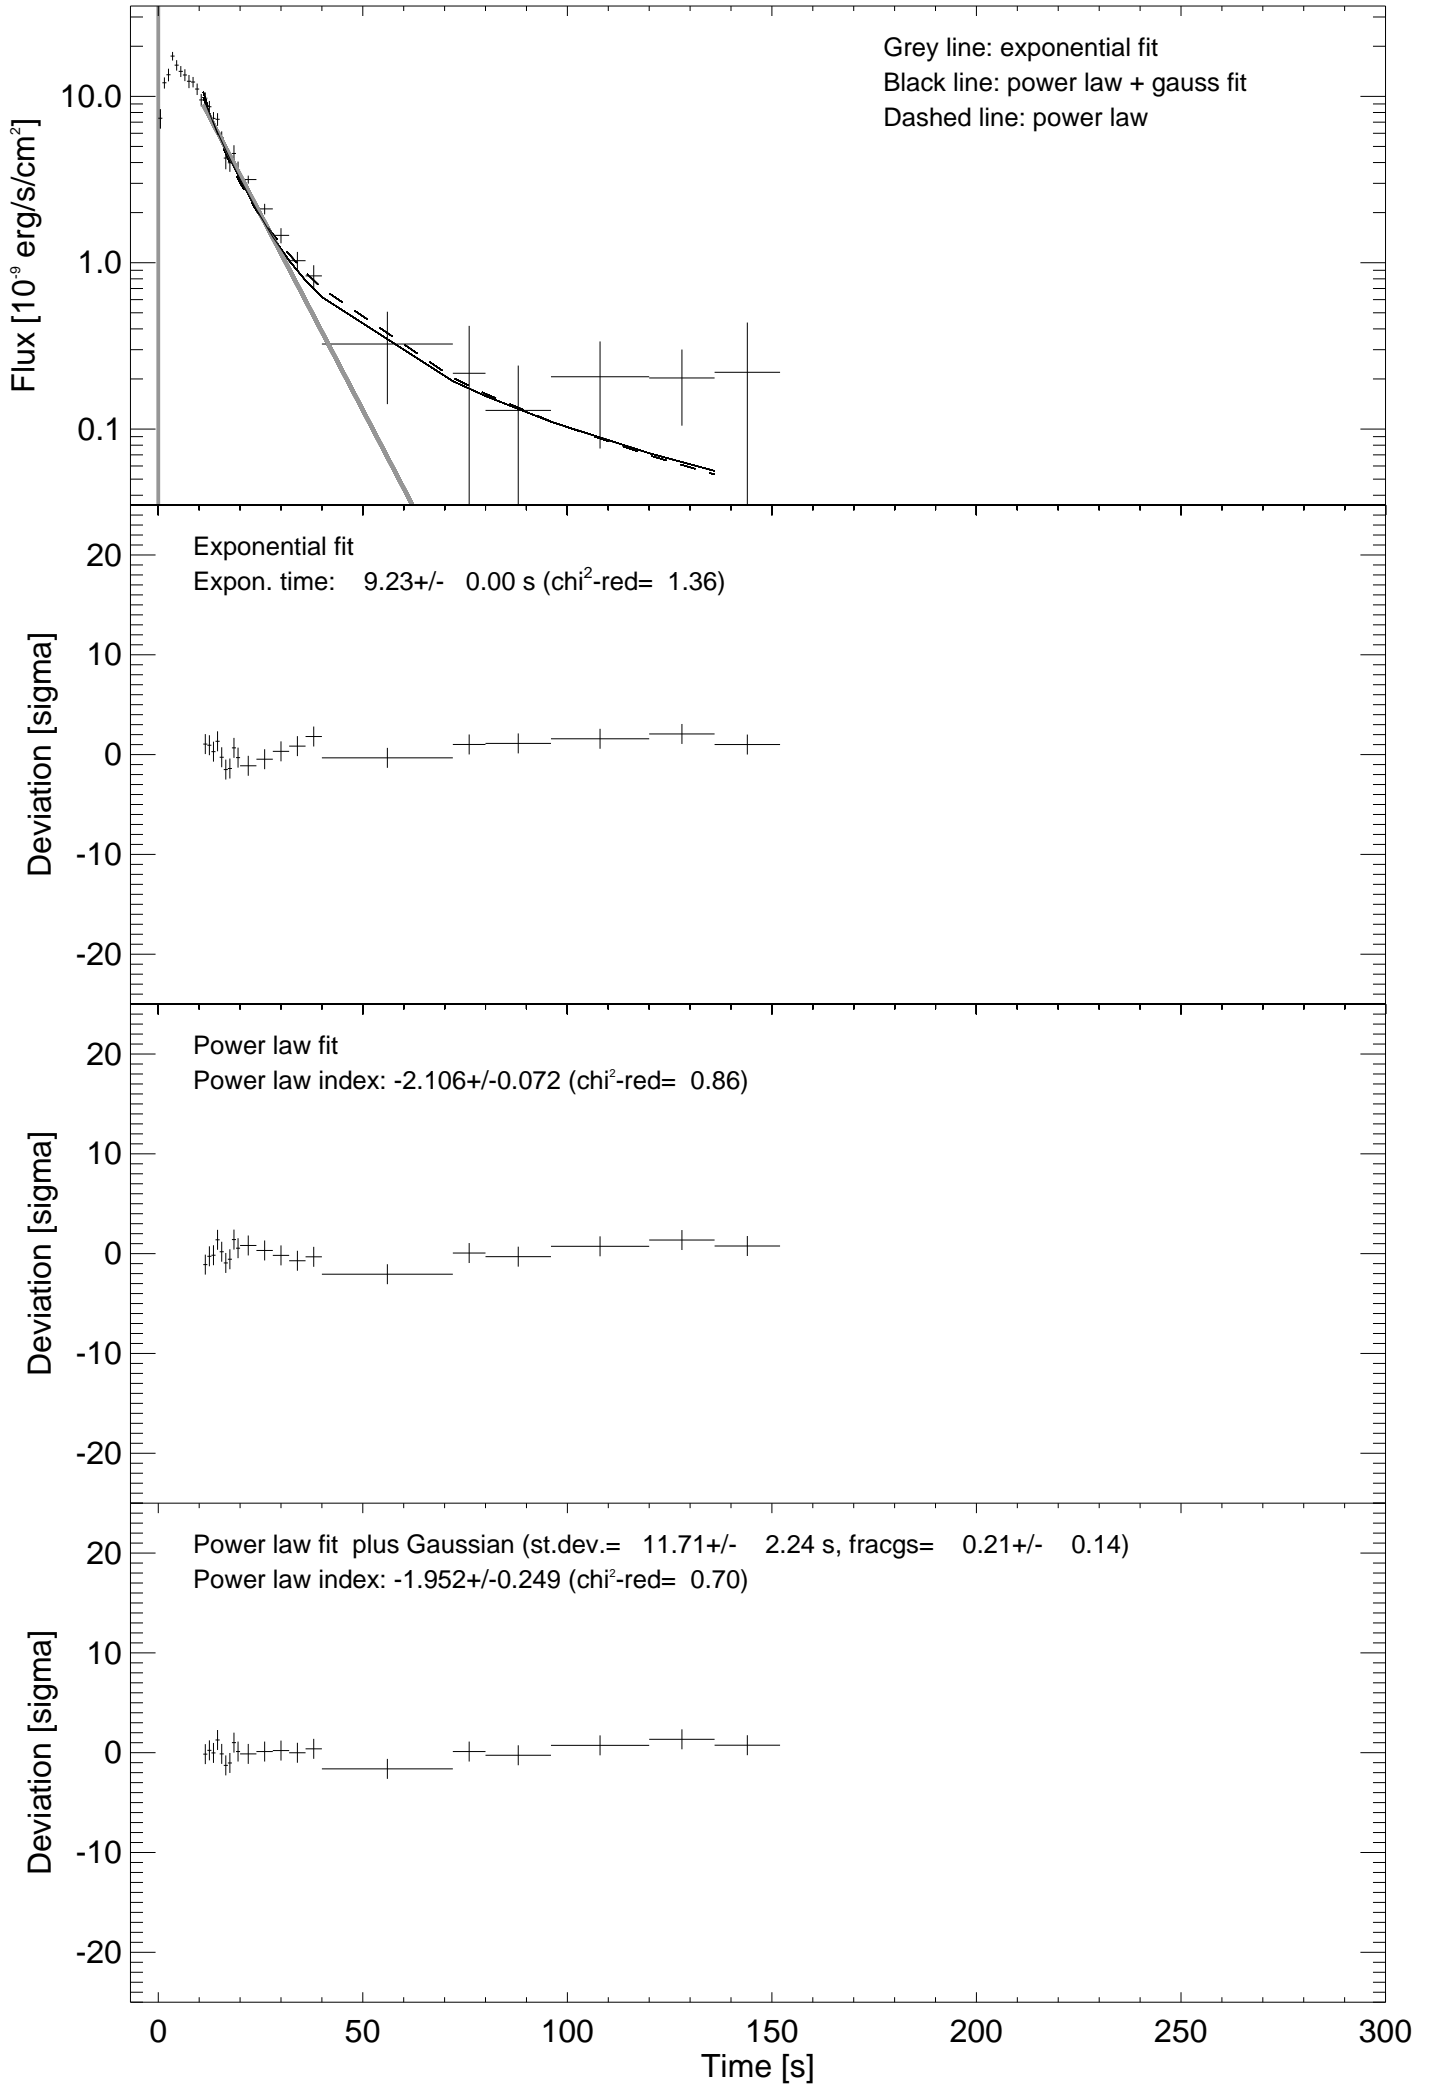 Grey line: exponential fit
Black line: power law + gauss fit
Dashed line: power law
10.0
1.0
0.1
Flux [10⁻⁹ erg/s/cm²]
Exponential fit
Expon. time:    9.23+/-   0.00 s (chi²-red=  1.36)
20
10
0
-10
-20
Deviation [sigma]
Power law fit
Power law index: -2.106+/-0.072 (chi²-red=  0.86)
20
10
0
-10
-20
Deviation [sigma]
Power law fit  plus Gaussian (st.dev.=   11.71+/-    2.24 s, fracgs=    0.21+/-    0.14)
Power law index: -1.952+/-0.249 (chi²-red=  0.70)
20
10
0
-10
-20
Deviation [sigma]
0 50 100 150 200 250 300
Time [s]